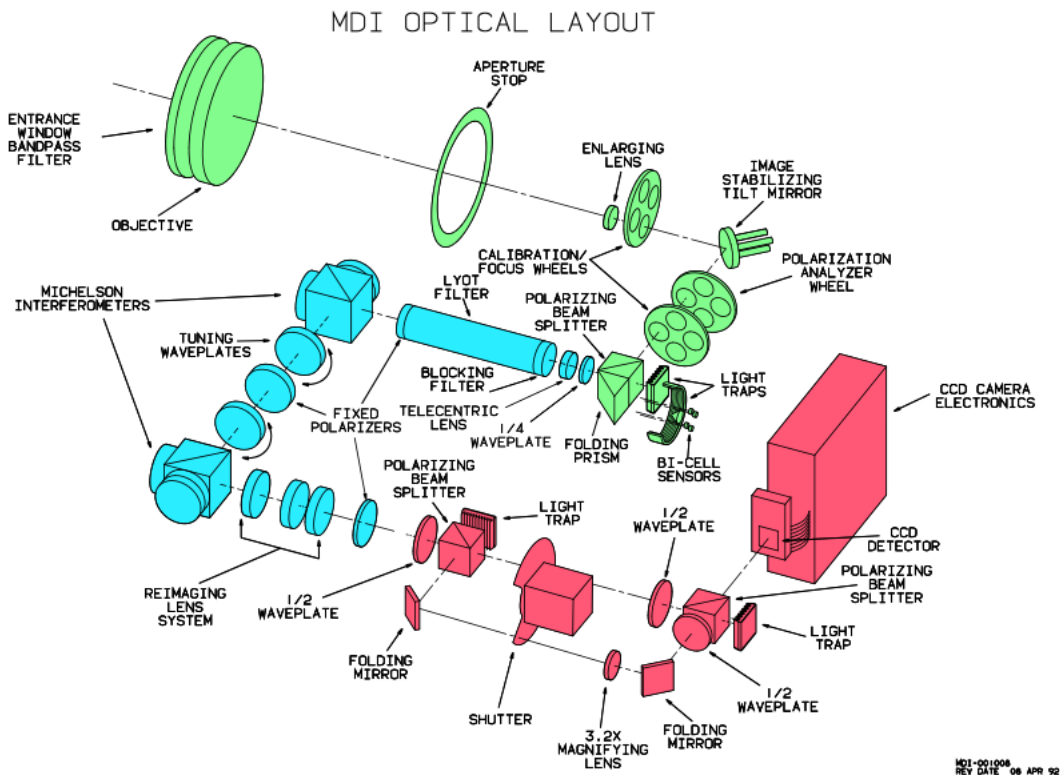 MDI OPTICAL LAYOUT
APERTURE
STOP
ENTRANCE
WINDOW
BANDPASS
FILTER
OBJECTIVE
ENLARGING
LENS
IMAGE
STABILIZING
TILT MIRROR
CALIBRATION/
FOCUS WHEELS
POLARIZATION
ANALYZER
WHEEL
MICHELSON
INTERFEROMETERS
LYOT
FILTER
POLARIZING
BEAM
SPLITTER
TUNING
WAVEPLATES
BLOCKING
FILTER
TELECENTRIC
LENS
1/4
WAVEPLATE
FOLDING
PRISM
LIGHT
TRAPS
BI-CELL
SENSORS
CCD CAMERA
ELECTRONICS
FIXED
POLARIZERS
POLARIZING
BEAM
SPLITTER
LIGHT
TRAP
1/2
WAVEPLATE
CCD
DETECTOR
POLARIZING
BEAM
SPLITTER
REIMAGING
LENS
SYSTEM
1/2
WAVEPLATE
FOLDING
MIRROR
LIGHT
TRAP
SHUTTER
3.2X
MAGNIFYING
LENS
FOLDING
MIRROR
1/2
WAVEPLATE
MDI-001008
REV DATE 08 APR 92